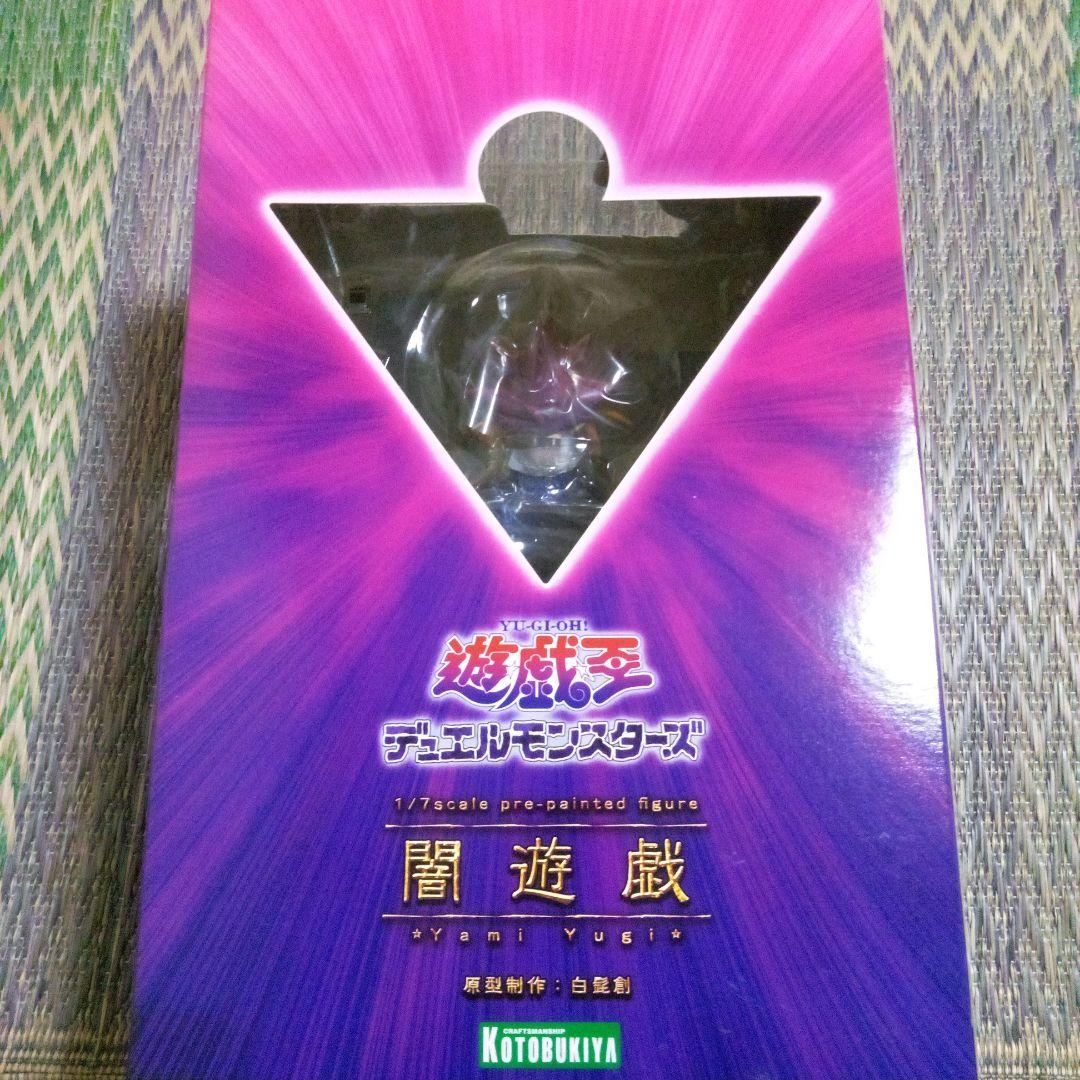 YU-GI-OH!
遊戯王
デュエルモンスターズ
1/7scale pre-painted figure
闇遊戯
☆Yami Yugi☆
原型制作：白髭創
CRAFTSMANSHIP
KOTOBUKIYA